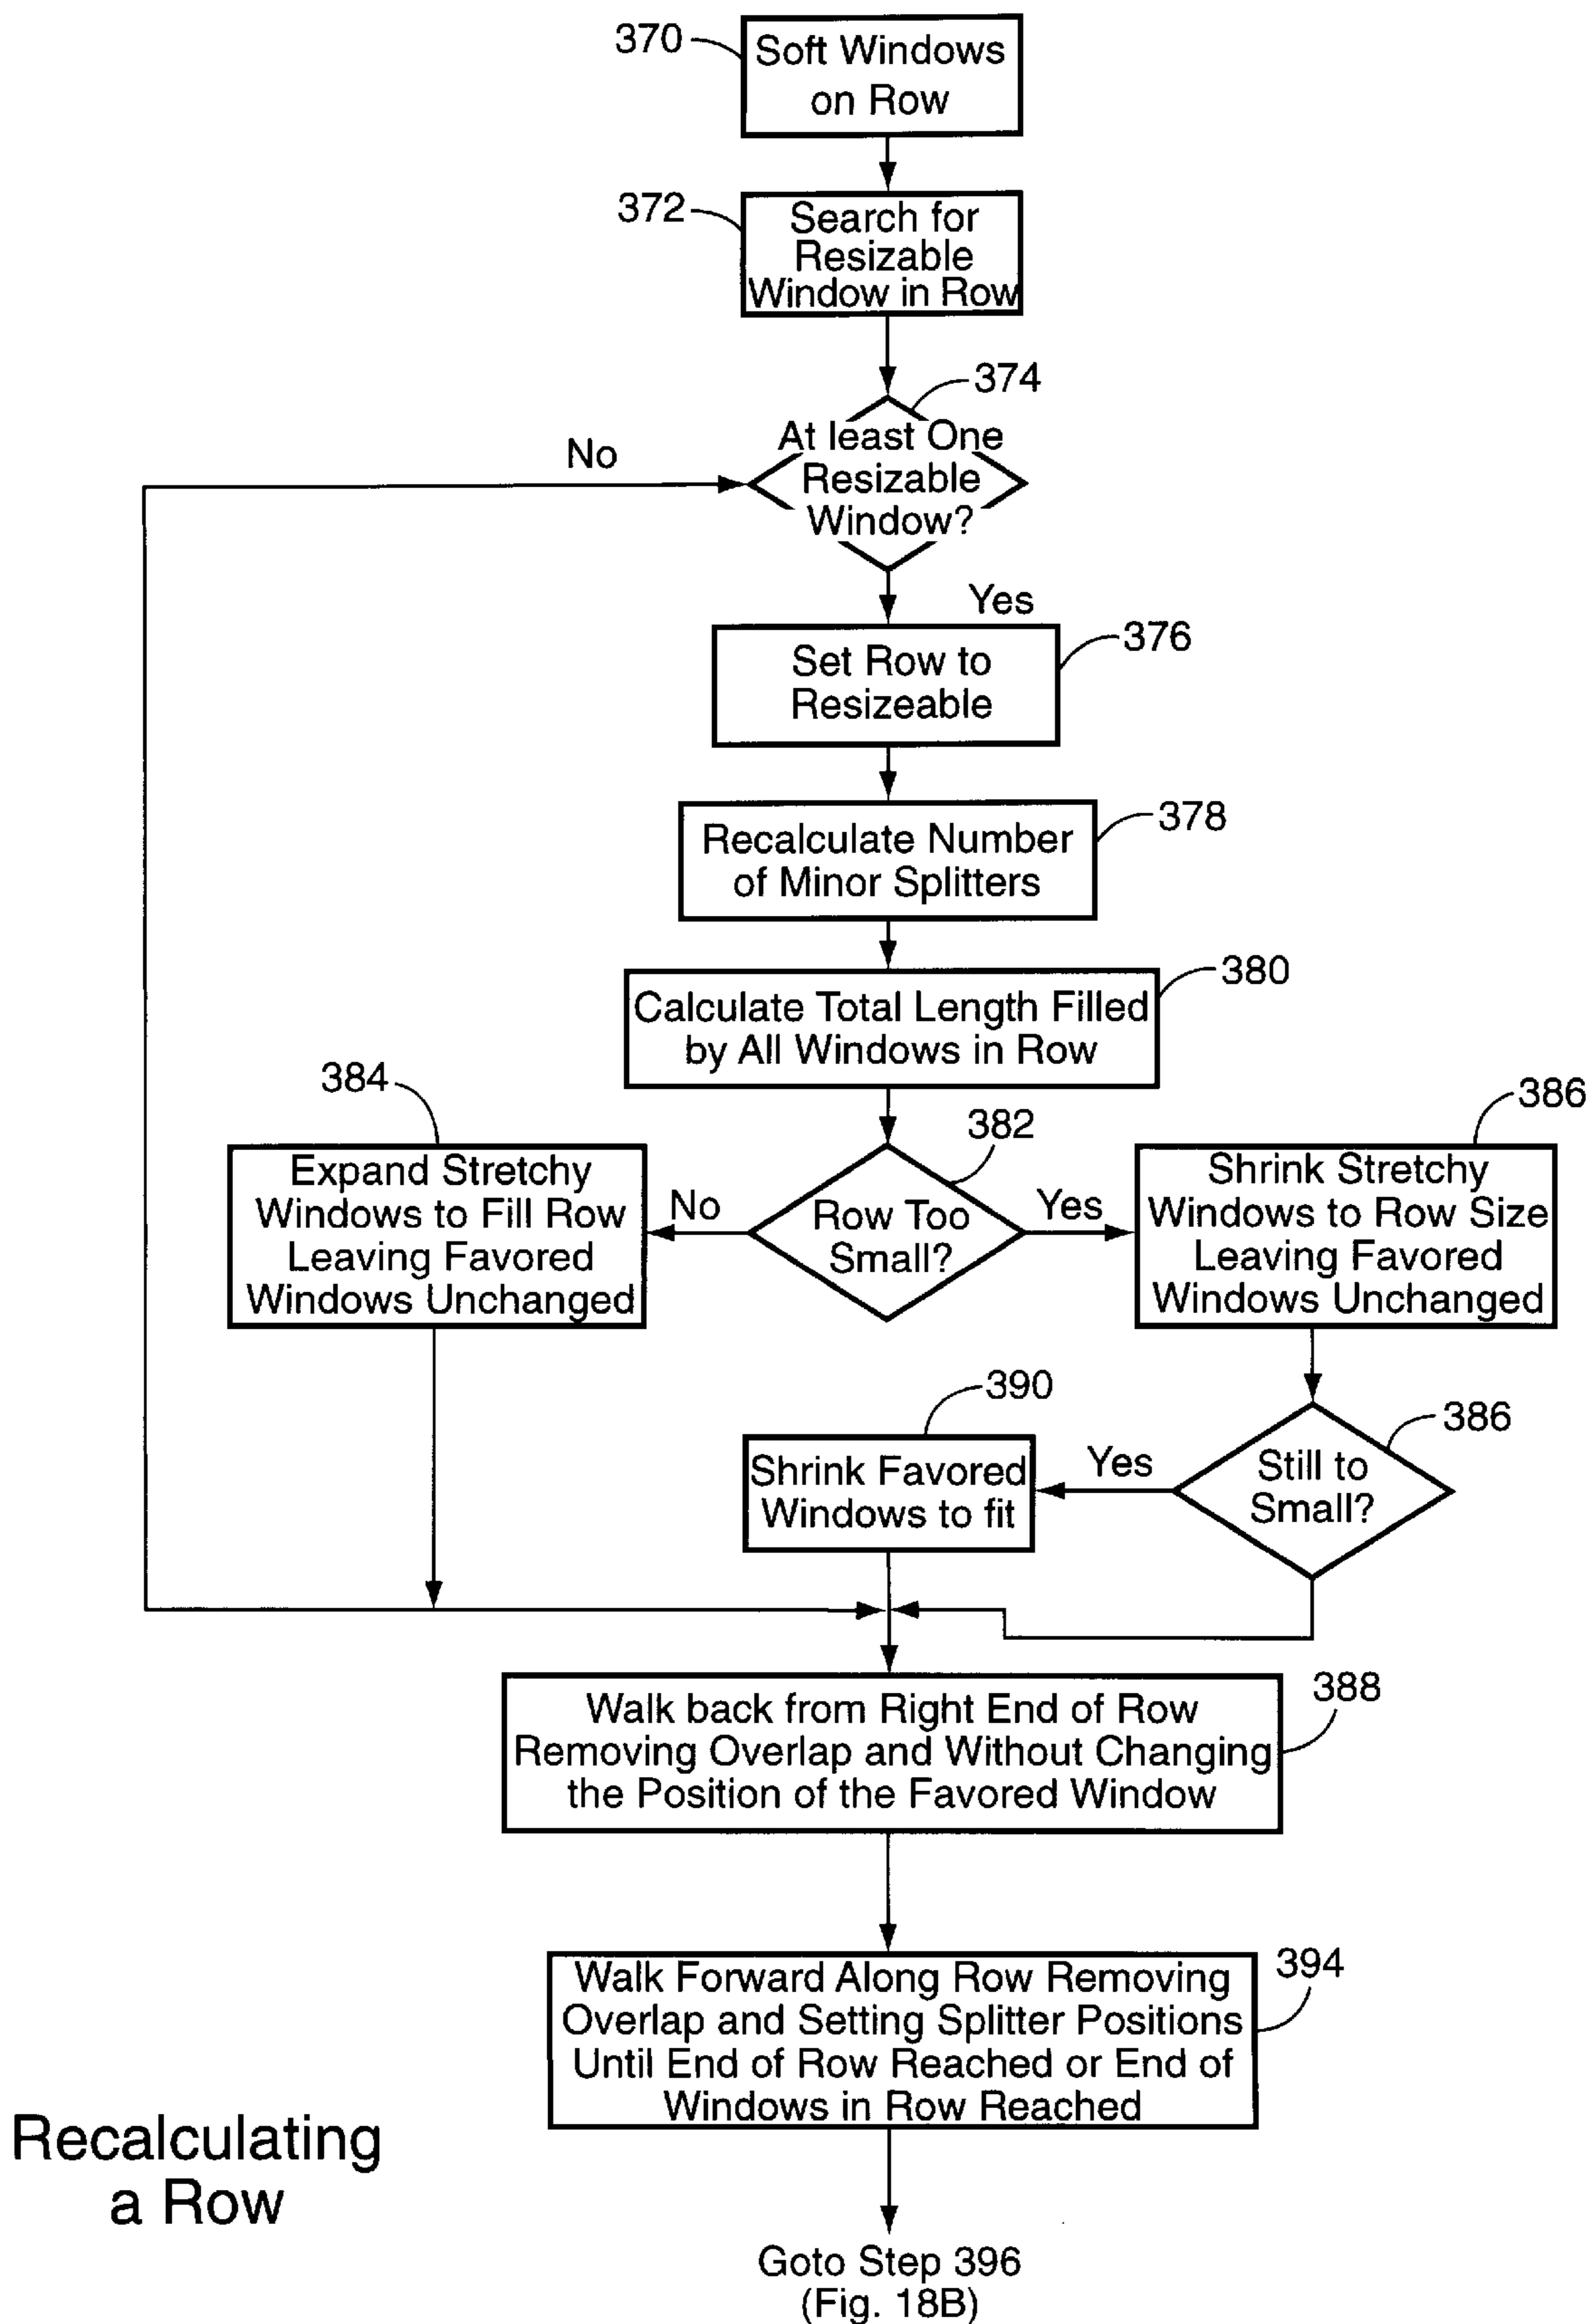 370
Soft Windows
on Row
372
Search for
Resizable
Window in Row
374
At least One
Resizable
Window?
No
Yes
376
Set Row to
Resizeable
378
Recalculate Number
of Minor Splitters
380
Calculate Total Length Filled
by All Windows in Row
384
Expand Stretchy
Windows to Fill Row
Leaving Favored
Windows Unchanged
No
382
Row Too
Small?
Yes
386
Shrink Stretchy
Windows to Row Size
Leaving Favored
Windows Unchanged
390
Shrink Favored
Windows to fit
Yes
386
Still to
Small?
388
Walk back from Right End of Row
Removing Overlap and Without Changing
the Position of the Favored Window
394
Walk Forward Along Row Removing
Overlap and Setting Splitter Positions
Until End of Row Reached or End of
Windows in Row Reached
Recalculating
a Row
Goto Step 396
(Fig. 18B)